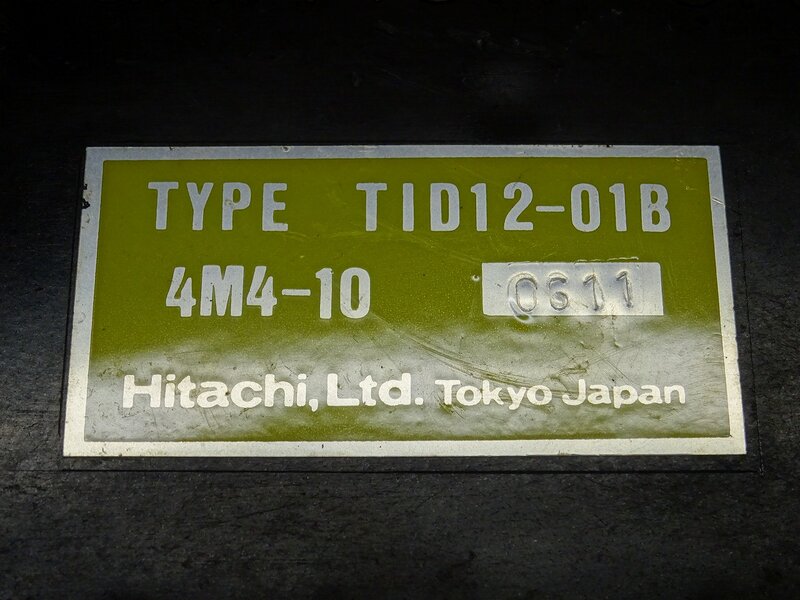 TYPE TID12-01B
4M4-10 0611
Hitachi, Ltd. Tokyo Japan